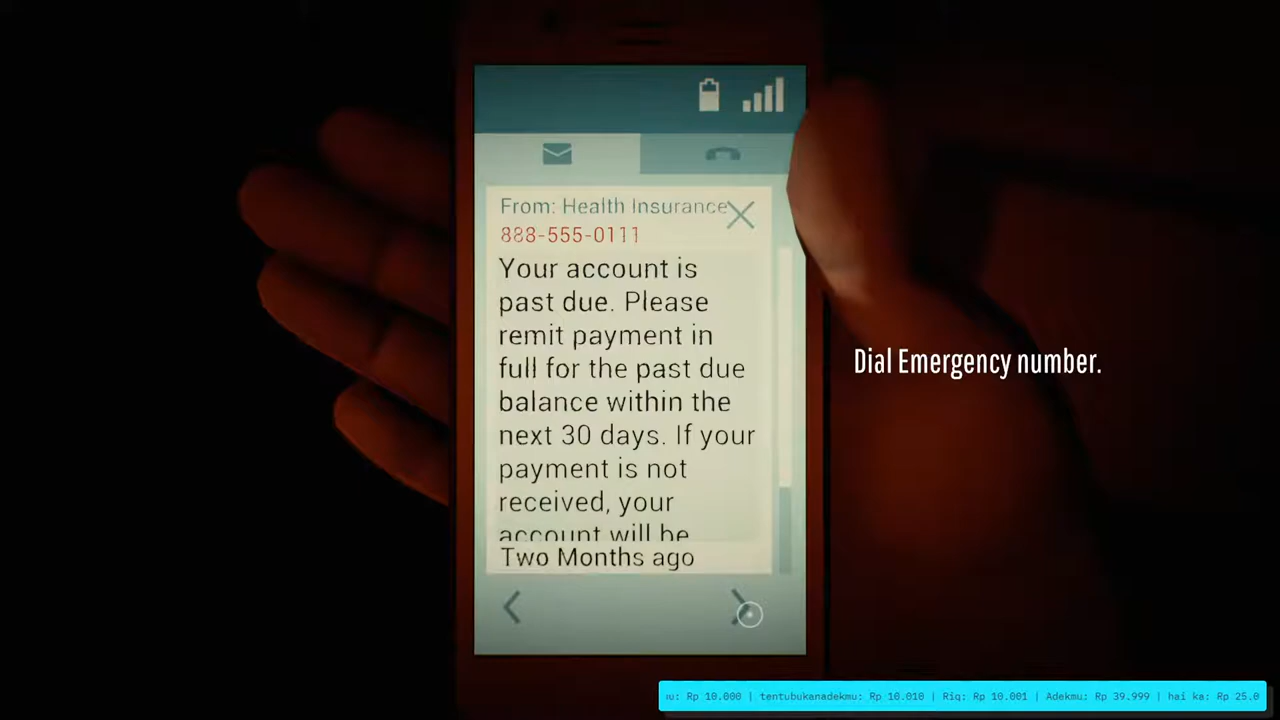 From: Health Insurance
888-555-0111
Your account is
past due. Please
remit payment in
full for the past due
balance within the
next 30 days. If your
payment is not
received, your
account will be
Two Months ago
Dial Emergency number.
u: Rp 10.000 | tentubukanadekmu: Rp 10.010 | Riq: Rp 10.001 | Adekmu: Rp 39.999 | hai ka: Rp 25.0